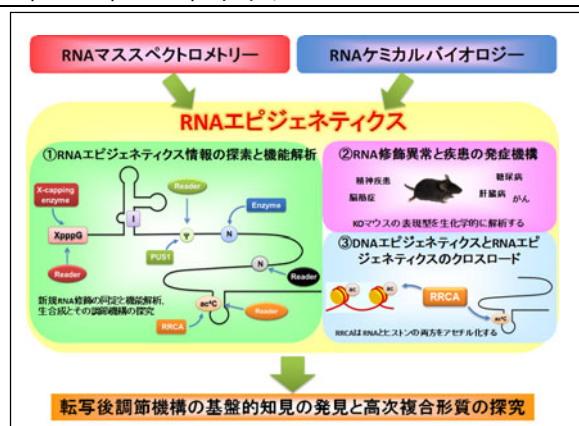 RNAマススペクトロメトリー
RNAケミカルバイオロジー
RNAエピジェネティクス
①RNAエピジェネティクス情報の探索と機能解析
X-capping
enzyme
XpppG
Reader
I
Reader
Ψ
PUS1
Enzyme
N
N
Reader
ac⁴C
RRCA
Reader
新規RNA修飾の同定と機能解析,
生合成とその調節機構の探究
②RNA修飾異常と疾患の発症機構
精神疾患
脳筋症
糖尿病
肝臓病
がん
KOマウスの表現型を生化学的に解析する
③DNAエピジェネティクスとRNAエピ
ジェネティクスのクロスロード
ac
ac
RRCA
ac⁴C
RRCAはRNAとヒストンの両方をアセチル化する
転写後調節機構の基盤的知見の発見と高次複合形質の探究